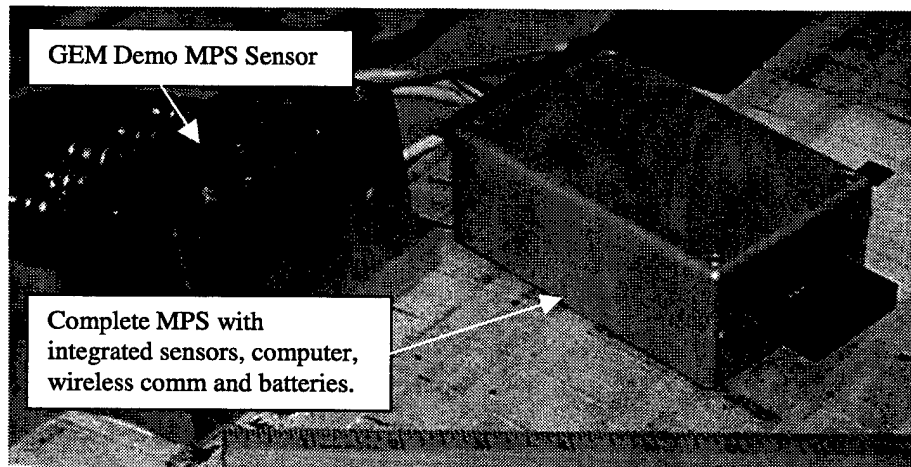 GEM Demo MPS Sensor
Complete MPS with
integrated sensors, computer,
wireless comm and batteries.